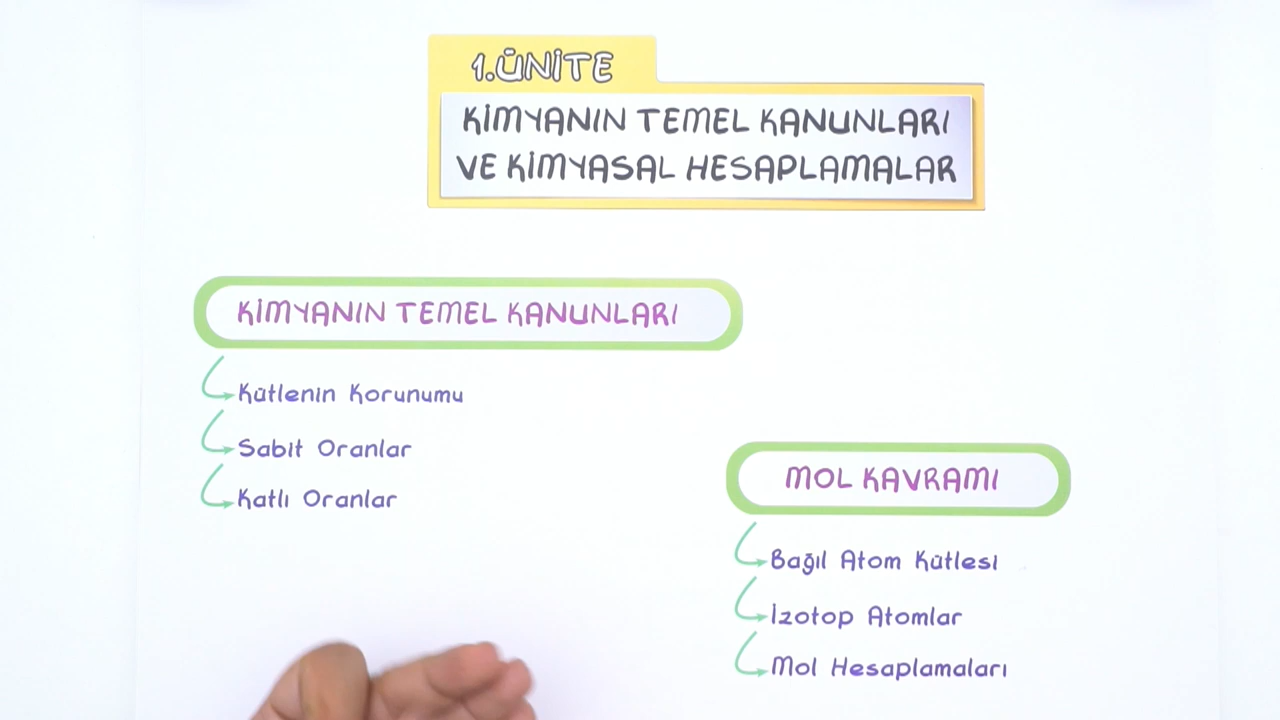 1.ÜNİTE
KİMYANIN TEMEL KANUNLARI
VE KİMYASAL HESAPLAMALAR
KİMYANIN TEMEL KANUNLARI
Kütlenin Korunumu
Sabit Oranlar
Katlı Oranlar
MOL KAVRAMI
Bağıl Atom Kütlesi
İzotop Atomlar
Mol Hesaplamaları